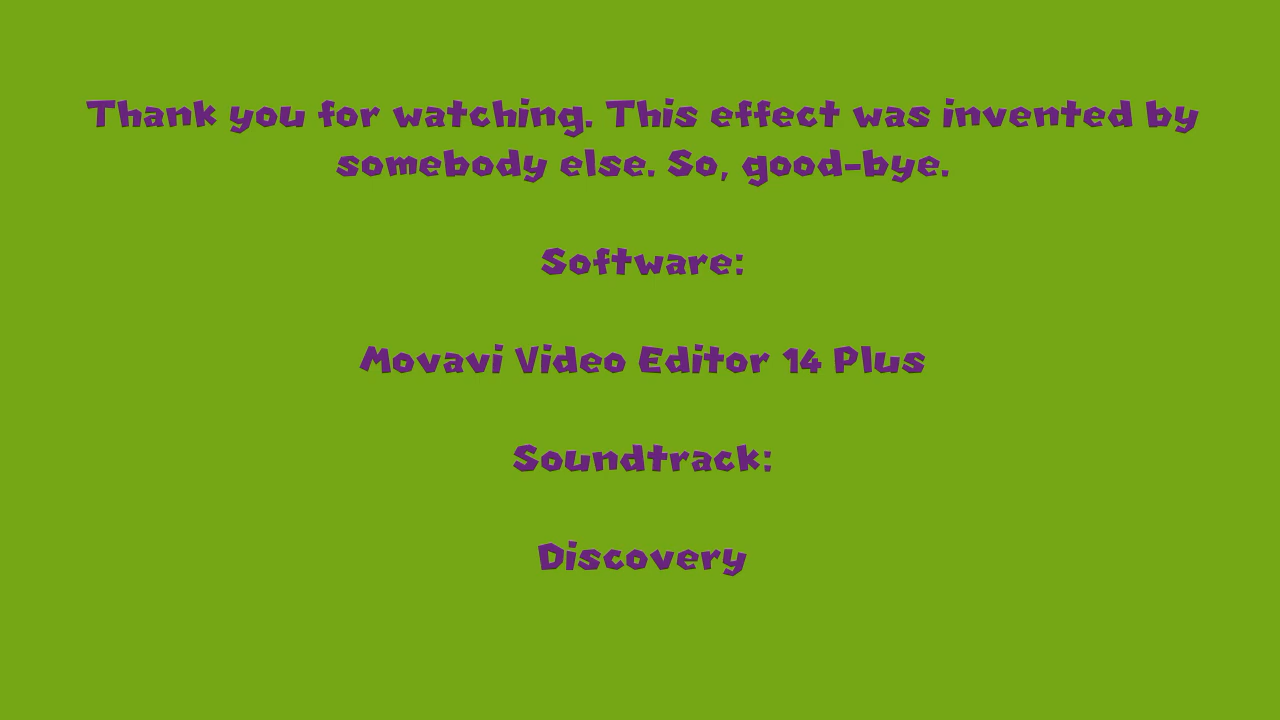 Thank you for watching. This effect was invented by
somebody else. So, good-bye.
Software:
Movavi Video Editor 14 Plus
Soundtrack:
Discovery